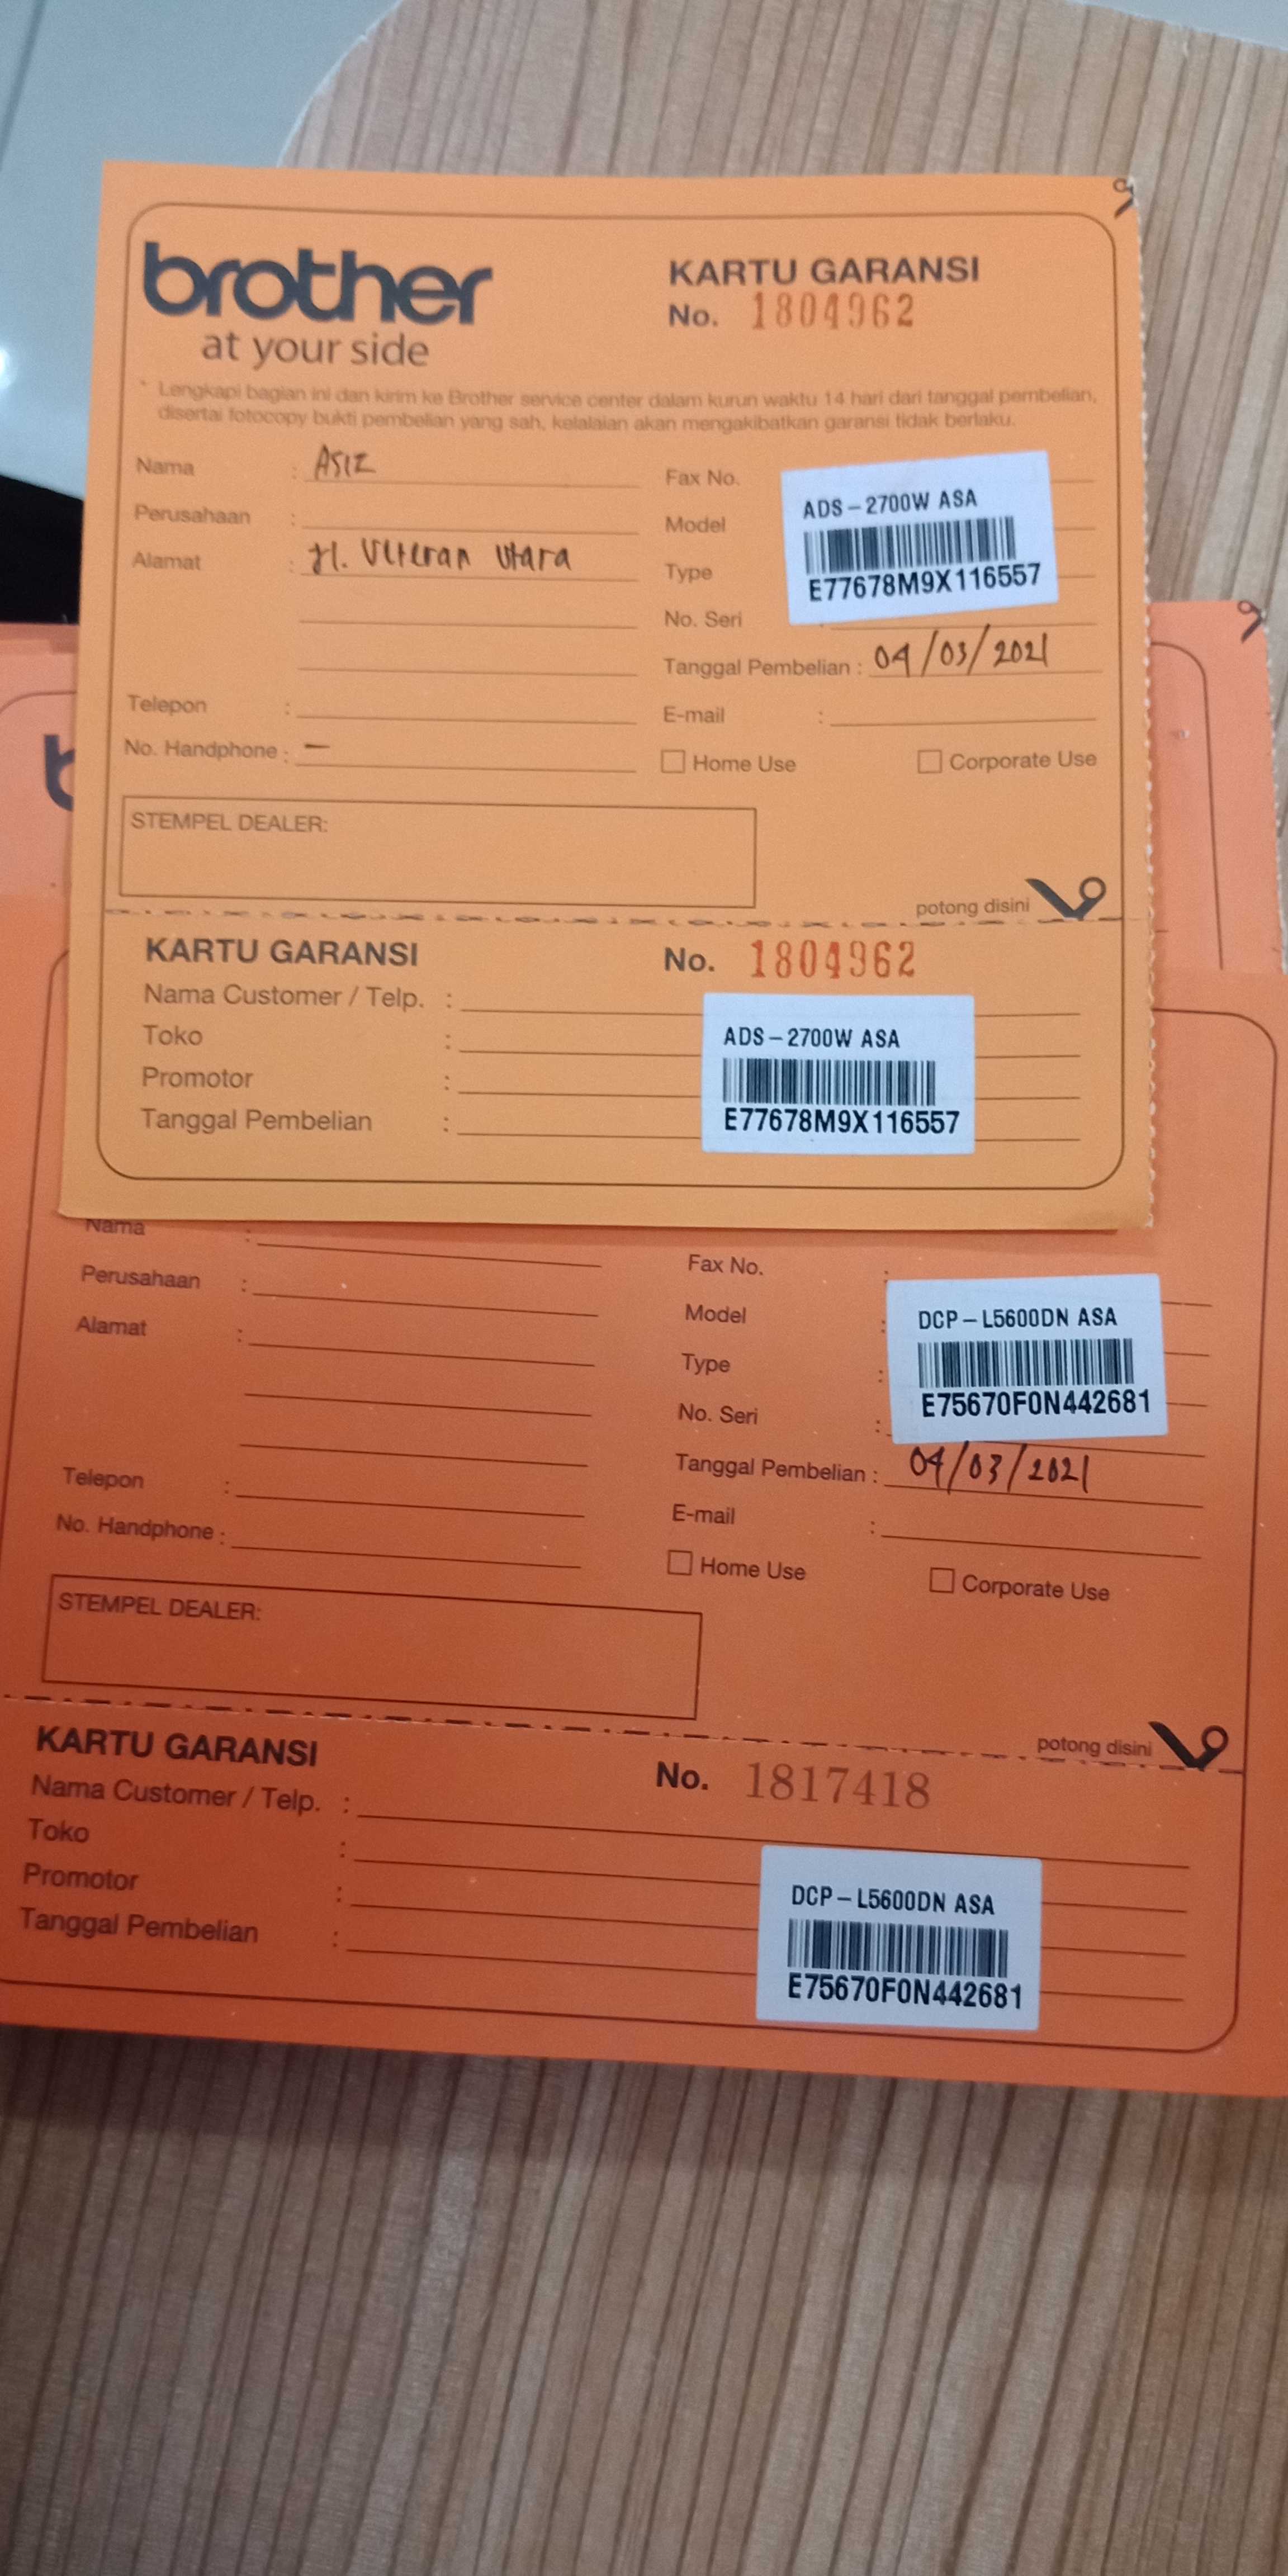 brother
at your side
KARTU GARANSI
No. 1804962
* Lengkapi bagian ini dan kirim ke Brother service center dalam kurun waktu 14 hari dari tanggal pembelian,
disertai fotocopy bukti pembelian yang sah, kelalaian akan mengakibatkan garansi tidak berlaku.
Nama : ASIZ
Perusahaan :
Alamat : Jl. Veteran Utara
Telepon :
No. Handphone : –
Fax No.
Model
Type
No. Seri
ADS-2700W ASA
E77678M9X116557
Tanggal Pembelian : 04/03/2021
E-mail :
Home Use
Corporate Use
STEMPEL DEALER:
potong disini
KARTU GARANSI
No. 1804962
Nama Customer / Telp. :
Toko :
Promotor :
Tanggal Pembelian :
ADS-2700W ASA
E77678M9X116557
b
Nama :
Perusahaan :
Alamat :
Telepon :
No. Handphone :
Fax No. :
Model :
Type :
No. Seri :
DCP-L5600DN ASA
E75670F0N442681
Tanggal Pembelian : 04/03/2021
E-mail :
Home Use
Corporate Use
STEMPEL DEALER:
potong disini
KARTU GARANSI
No. 1817418
Nama Customer / Telp. :
Toko :
Promotor :
Tanggal Pembelian :
DCP-L5600DN ASA
E75670F0N442681